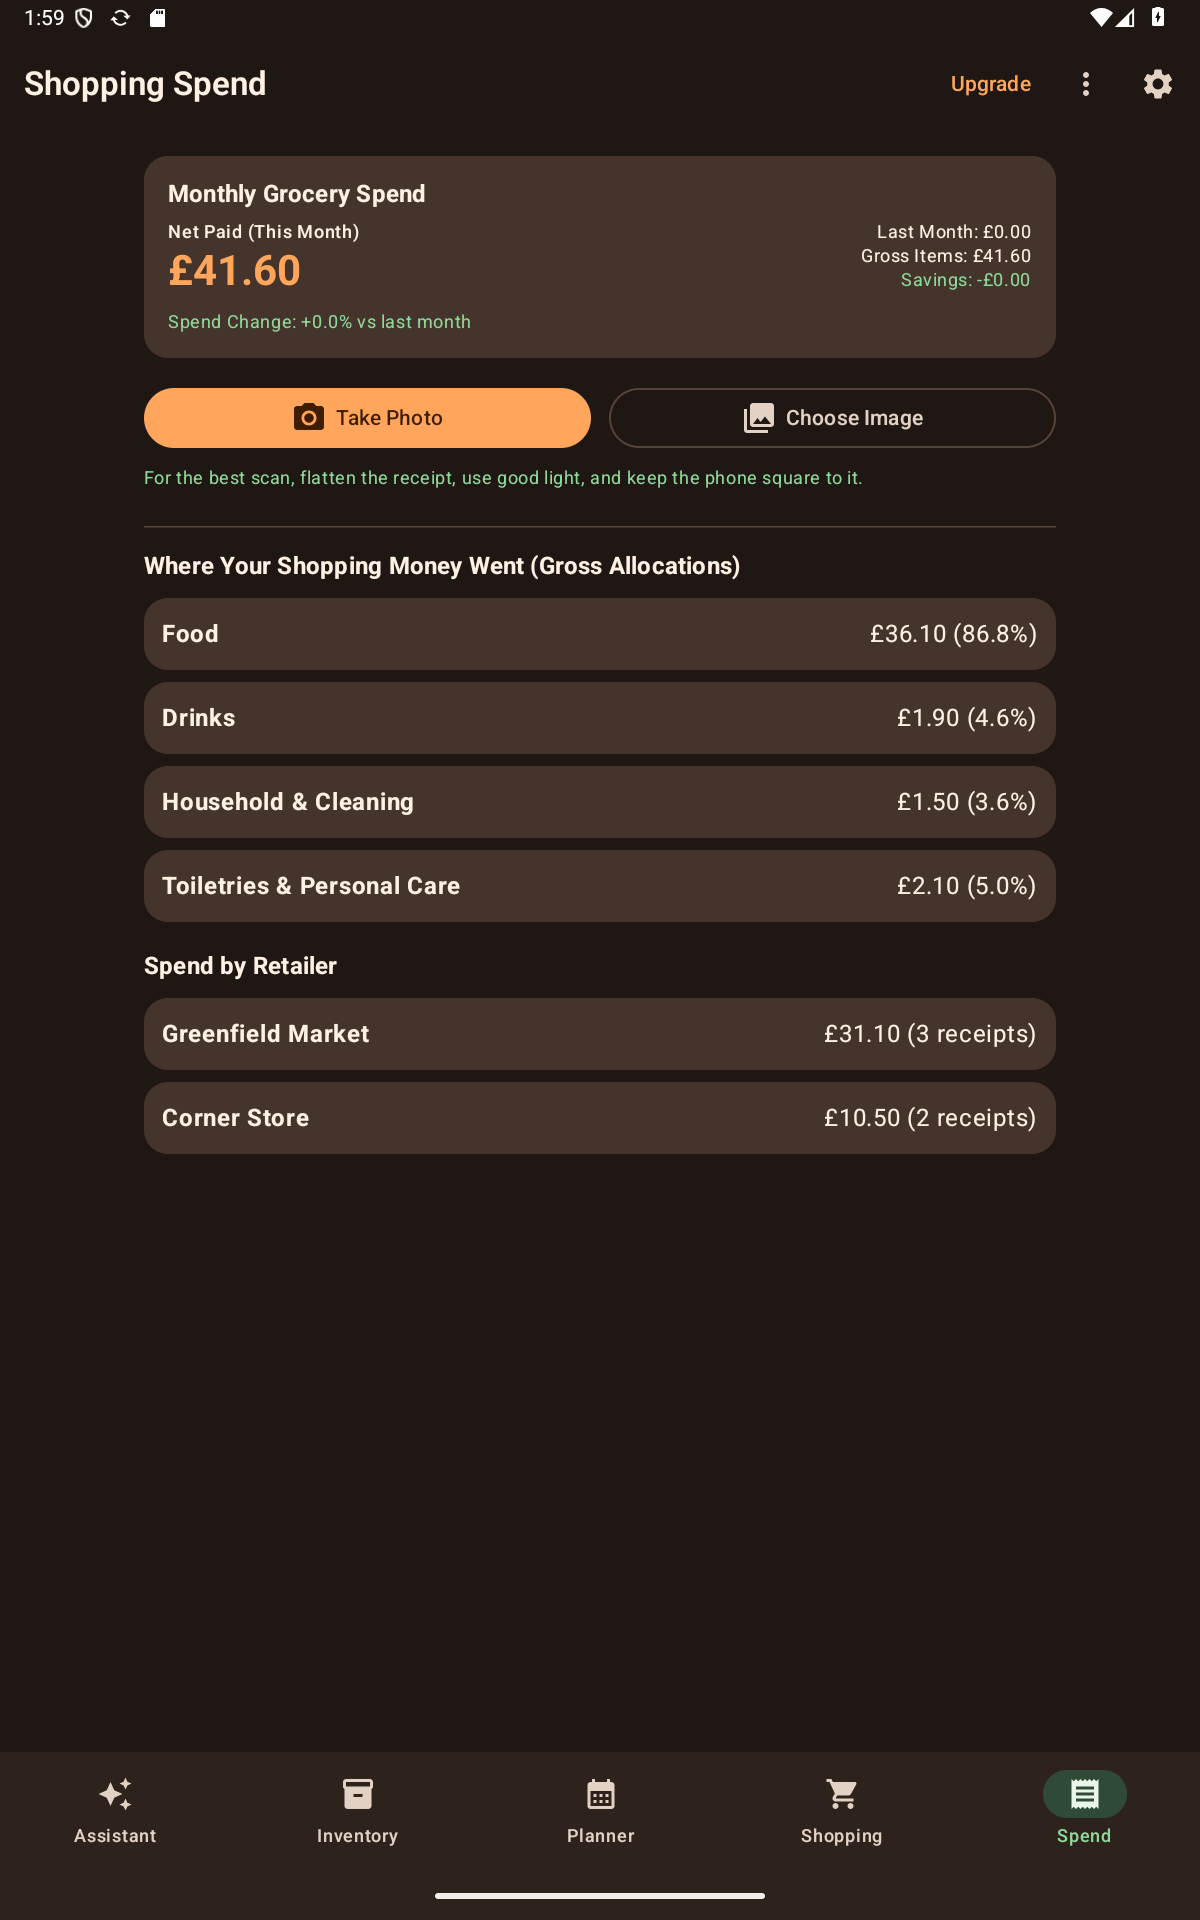 1:59
Shopping Spend
Upgrade
Monthly Grocery Spend
Net Paid (This Month)
£41.60
Last Month: £0.00
Gross Items: £41.60
Savings: -£0.00
Spend Change: +0.0% vs last month
Take Photo
Choose Image
For the best scan, flatten the receipt, use good light, and keep the phone square to it.
Where Your Shopping Money Went (Gross Allocations)
Food £36.10 (86.8%)
Drinks £1.90 (4.6%)
Household & Cleaning £1.50 (3.6%)
Toiletries & Personal Care £2.10 (5.0%)
Spend by Retailer
Greenfield Market £31.10 (3 receipts)
Corner Store £10.50 (2 receipts)
Assistant
Inventory
Planner
Shopping
Spend